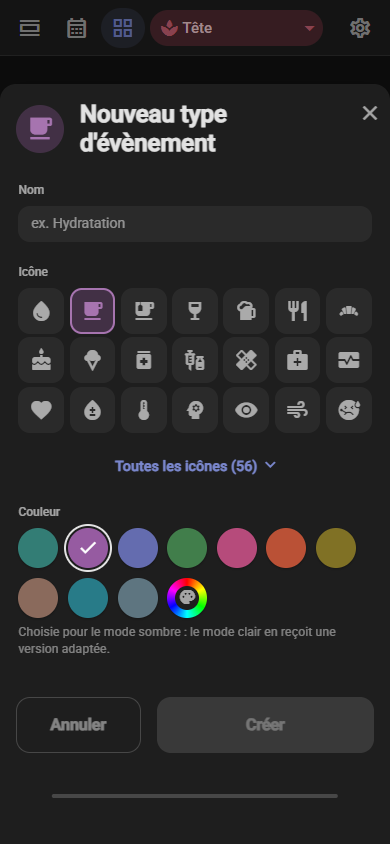 Tête
Nouveau type
d'évènement
Nom
ex. Hydratation
Icône
Toutes les icônes (56)
Couleur
Choisie pour le mode sombre : le mode clair en reçoit une
version adaptée.
Annuler
Créer